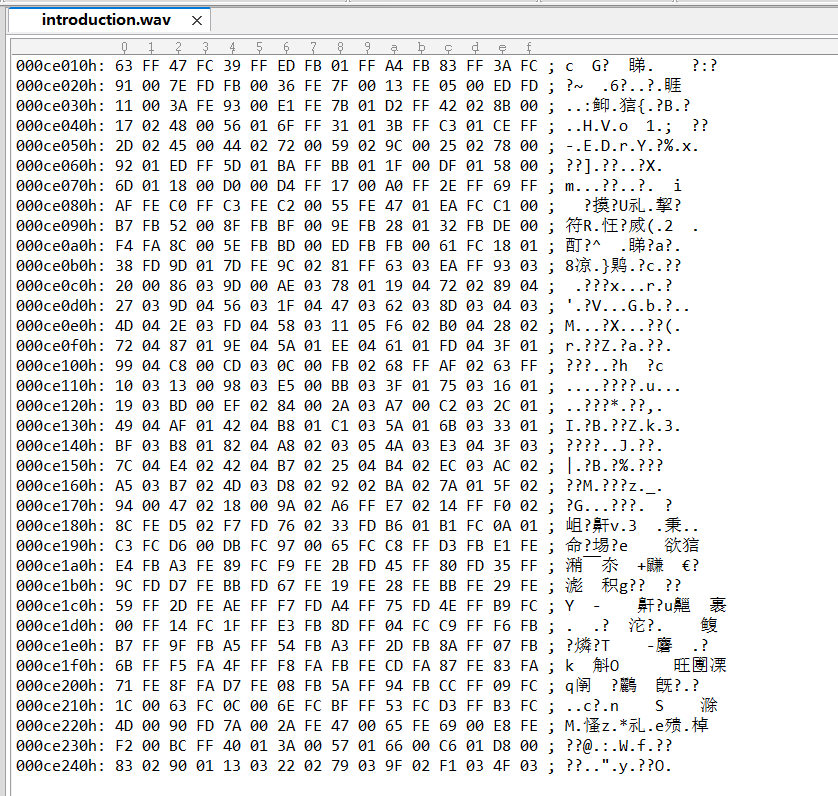 introduction.wav ×
0 1 2 3 4 5 6 7 8 9 a b c d e f
000ce010h: 63 FF 47 FC 39 FF ED FB 01 FF A4 FB 83 FF 3A FC ; c G? 睇. ?:?
000ce020h: 91 00 7E FD FB 00 36 FE 7F 00 13 FE 05 00 ED FD ; ?~ .6?..?.
000ce030h: 11 00 3A FE 93 00 E1 FE 7B 01 D2 FF 42 02 8B 00 ; ..: .狺{.?B.?
000ce040h: 17 02 48 00 56 01 6F FF 31 01 3B FF C3 01 CE FF ; ..H.V.o 1.; ??
000ce050h: 2D 02 45 00 44 02 72 00 59 02 9C 00 25 02 78 00 ; -.E.D.r.Y.?%.x.
000ce060h: 92 01 ED FF 5D 01 BA FF BB 01 1F 00 DF 01 58 00 ; ??].??..?X.
000ce070h: 6D 01 18 00 D0 00 D4 FF 17 00 A0 FF 2E FF 69 FF ; m...??..?. i
000ce080h: AF FE C0 FF C3 FE C2 00 55 FE 47 01 EA FC C1 00 ; ?摸?U礼.挈?
000ce090h: B7 FB 52 00 8F FB BF 00 9E FB 28 01 32 FB DE 00 ; 符R. ? (.2 .
000ce0a0h: F4 FA 8C 00 5E FB BD 00 ED FB FB 00 61 FC 18 01 ; 酊?^ .睇?a?.
000ce0b0h: 38 FD 9D 01 7D FE 9C 02 81 FF 63 03 EA FF 93 03 ; 8凉.}鹀.?c.??
000ce0c0h: 20 00 86 03 9D 00 AE 03 78 01 19 04 72 02 89 04 ; .???x...r.?
000ce0d0h: 27 03 9D 04 56 03 1F 04 47 03 62 03 8D 03 04 03 ; '.?V...G.b.?..
000ce0e0h: 4D 04 2E 03 FD 04 58 03 11 05 F6 02 B0 04 28 02 ; M...?X...??(.
000ce0f0h: 72 04 87 01 9E 04 5A 01 EE 04 61 01 FD 04 3F 01 ; r.??Z.?a.??.
000ce100h: 99 04 C8 00 CD 03 0C 00 FB 02 68 FF AF 02 63 FF ; ???..?h ?c
000ce110h: 10 03 13 00 98 03 E5 00 BB 03 3F 01 75 03 16 01 ; ....????.u...
000ce120h: 19 03 BD 00 EF 02 84 00 2A 03 A7 00 C2 03 2C 01 ; ..???*.??,.
000ce130h: 49 04 AF 01 42 04 B8 01 C1 03 5A 01 6B 03 33 01 ; I.?B.??Z.k.3.
000ce140h: BF 03 B8 01 82 04 A8 02 03 05 4A 03 E3 04 3F 03 ; ????..J.??.
000ce150h: 7C 04 E4 02 42 04 B7 02 25 04 B4 02 EC 03 AC 02 ; |.?B.?%.???
000ce160h: A5 03 B7 02 4D 03 D8 02 92 02 BA 02 7A 01 5F 02 ; ??M.???z._.
000ce170h: 94 00 47 02 18 00 9A 02 A6 FF E7 02 14 FF F0 02 ; ?G...???. ?
000ce180h: 8C FE D5 02 F7 FD 76 02 33 FD B6 01 B1 FC 0A 01 ; 岨?鼾v.3 .秉..
000ce190h: C3 FC D6 00 DB FC 97 00 65 FC C8 FF D3 FB E1 FE ; 命?埸?e 欲狺
000ce1a0h: E4 FB A3 FE 89 FC F9 FE 2B FD 45 FF 80 FD 35 FF ; +鼸 €?
000ce1b0h: 9C FD D7 FE BB FD 67 FE 19 FE 28 FE BB FE 29 FE ; 积g?? ??
000ce1c0h: 59 FF 2D FE AE FF F7 FD A4 FF 75 FD 4E FF B9 FC ; Y - 鼾?u 裹
000ce1d0h: 00 FF 14 FC 1F FF E3 FB 8D FF 04 FC C9 FF F6 FB ; . .? ?. 鳆
000ce1e0h: B7 FF 9F FB A5 FF 54 FB A3 FF 2D FB 8A FF 07 FB ; ?燐?T -麐 .?
000ce1f0h: 6B FF F5 FA 4F FF F8 FA FB FE CD FA 87 FE 83 FA ; k 斛O 旺 凓
000ce200h: 71 FE 8F FA D7 FE 08 FB 5A FF 94 FB CC FF 09 FC ; q ? ?.?
000ce210h: 1C 00 63 FC 0C 00 6E FC BF FF 53 FC D3 FF B3 FC ; ..c?.n S 滁
000ce220h: 4D 00 90 FD 7A 00 2A FE 47 00 65 FE 69 00 E8 FE ; M. z.*礼.e .棹
000ce230h: F2 00 BC FF 40 01 3A 00 57 01 66 00 C6 01 D8 00 ; ??@.:.W.f.??
000ce240h: 83 02 90 01 13 03 22 02 79 03 9F 02 F1 03 4F 03 ; ??..".y.??O.